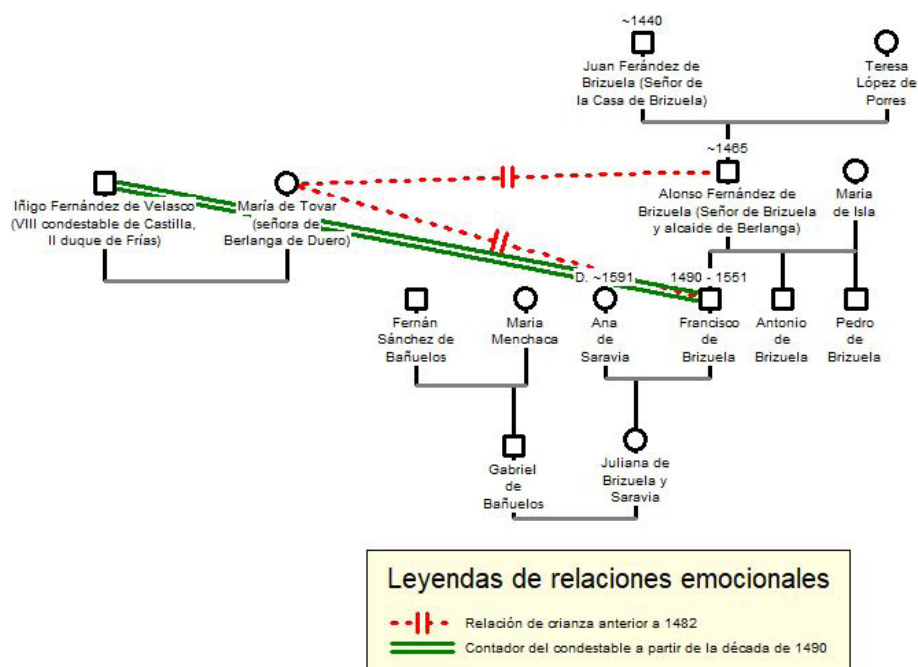 ~1440
Juan Ferández de
Brizuela (Señor de
la Casa de Brizuela)
Teresa
López de
Porres
~1465
Iñigo Fernández de Velasco
(VIII condestable de Castilla,
II duque de Frías)
María de Tovar
(señora de
Berlanga de Duero)
Alonso Fernández de
Brizuela (Señor de Brizuela
y alcaide de Berlanga)
Maria
de Isla
D. ~1591
1490 - 1551
Fernán
Sánchez de
Bañuelos
Maria
Menchaca
Ana
de
Saravia
Francisco
de
Brizuela
Antonio
de
Brizuela
Pedro
de
Brizuela
Gabriel
de
Bañuelos
Juliana de
Brizuela y
Saravia
Leyendas de relaciones emocionales
Relación de crianza anterior a 1482
Contador del condestable a partir de la década de 1490